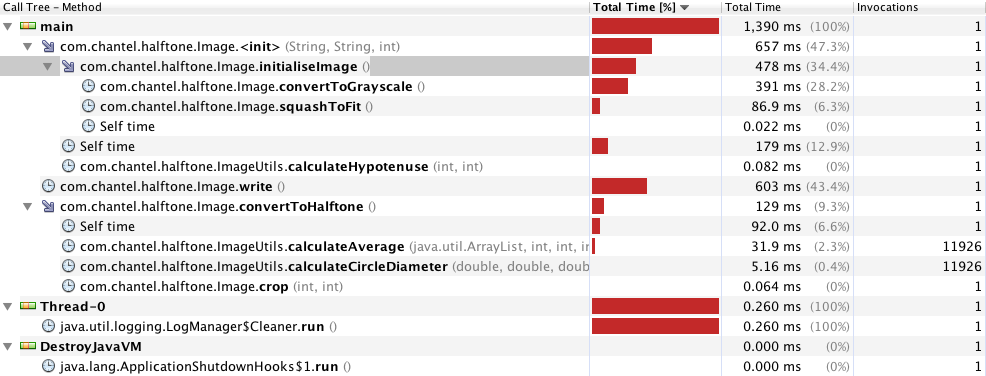 Call Tree - Method Total Time [%] Total Time Invocations
main 1,390 ms (100%) 1
com.chantel.halftone.Image.<init> (String, String, int) 657 ms (47.3%) 1
com.chantel.halftone.Image.initialiseImage () 478 ms (34.4%) 1
com.chantel.halftone.Image.convertToGrayscale () 391 ms (28.2%) 1
com.chantel.halftone.Image.squashToFit () 86.9 ms (6.3%) 1
Self time 0.022 ms (0%) 1
Self time 179 ms (12.9%) 1
com.chantel.halftone.ImageUtils.calculateHypotenuse (int, int) 0.082 ms (0%) 1
com.chantel.halftone.Image.write () 603 ms (43.4%) 1
com.chantel.halftone.Image.convertToHalftone () 129 ms (9.3%) 1
Self time 92.0 ms (6.6%) 1
com.chantel.halftone.ImageUtils.calculateAverage (java.util.ArrayList, int, int, ir 31.9 ms (2.3%) 11926
com.chantel.halftone.ImageUtils.calculateCircleDiameter (double, double, doub 5.16 ms (0.4%) 11926
com.chantel.halftone.Image.crop (int, int) 0.064 ms (0%) 1
Thread-0 0.260 ms (100%) 1
java.util.logging.LogManager$Cleaner.run () 0.260 ms (100%) 1
DestroyJavaVM 0.000 ms (0%) 1
java.lang.ApplicationShutdownHooks$1.run () 0.000 ms (0%) 1